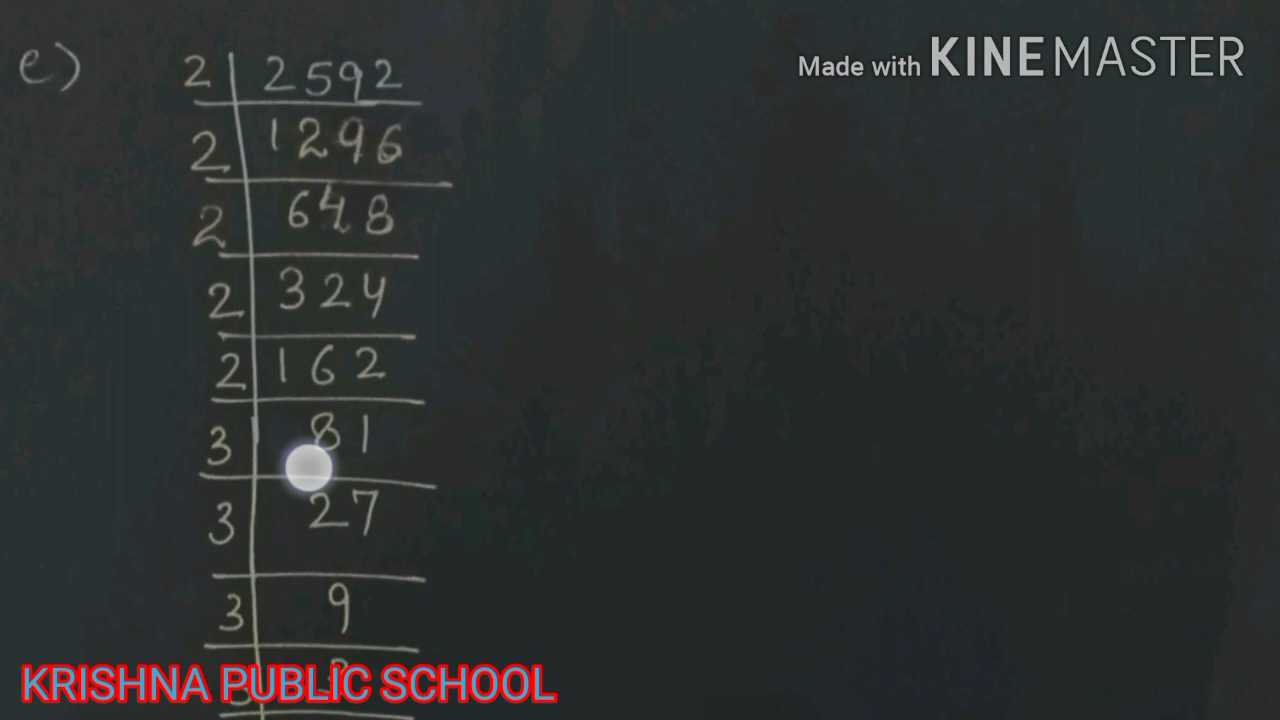 Made with KINEMASTER
e) 2 | 2592
2 | 1296
2 | 648
2 | 324
2 | 162
3 | 81
3 | 27
3 | 9
KRISHNA PUBLIC SCHOOL